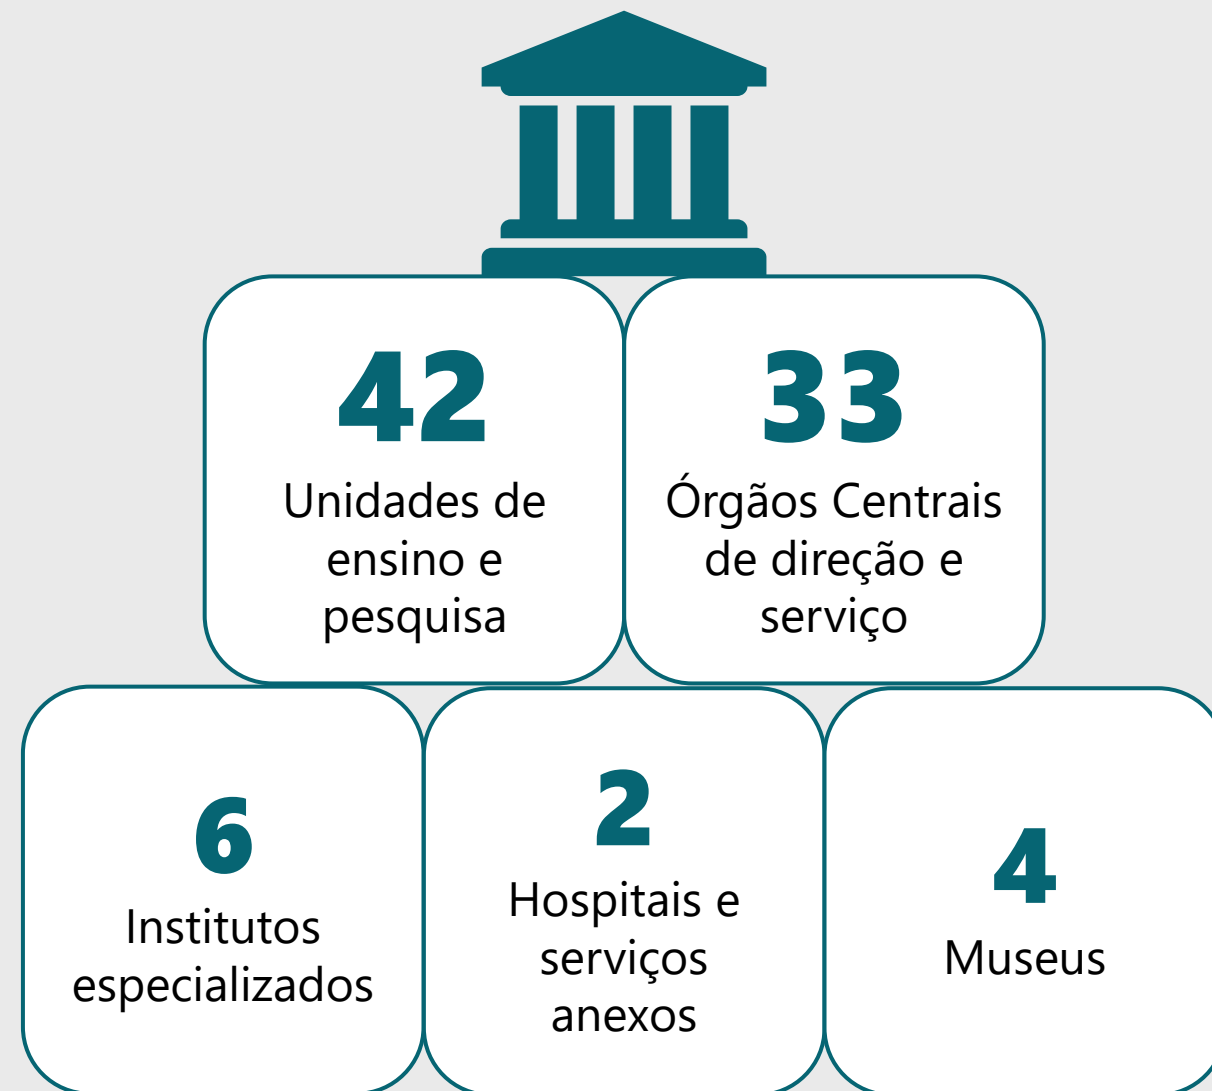 42
Unidades de
ensino e
pesquisa
33
Órgãos Centrais
de direção e
serviço
6
Institutos
especializados
2
Hospitais e
serviços
anexos
4
Museus